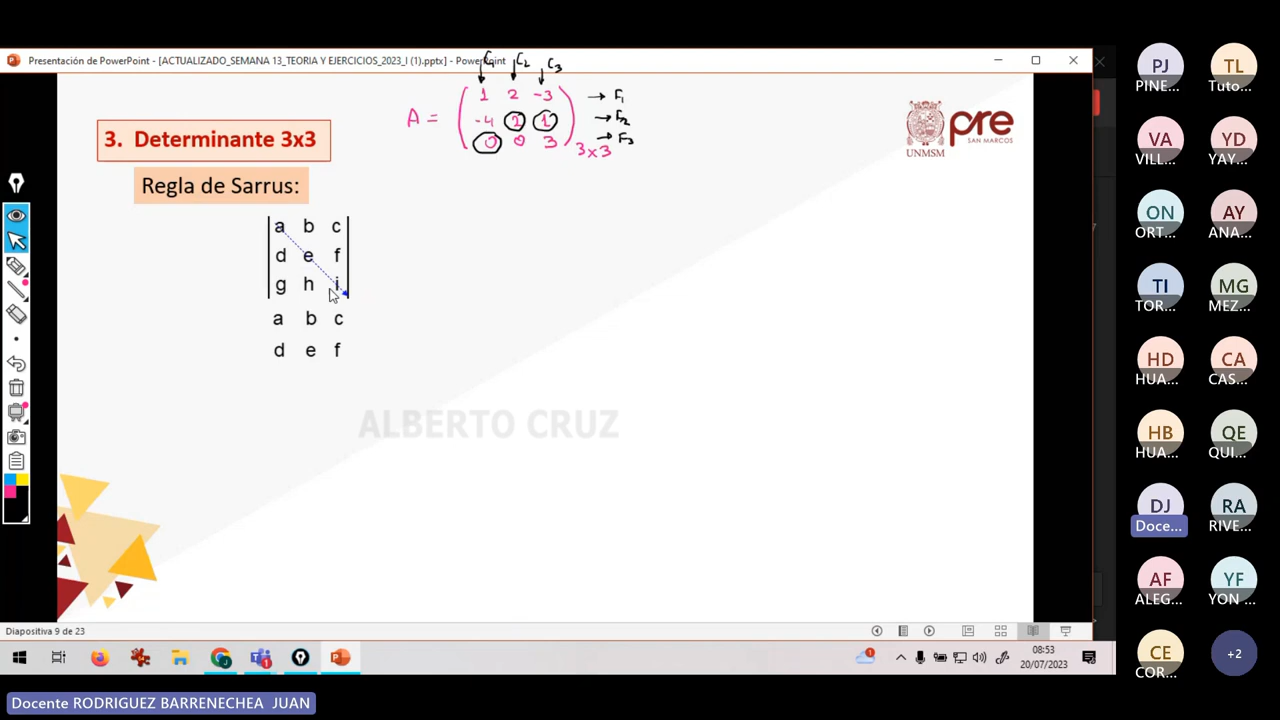 Presentación de PowerPoint - [ACTUALIZADO_SEMANA 13_TEORIA Y EJERCICIOS_2023_I (1).pptx] - PowerPoint
C1 C2 C3
A = ( 1 2 -3 ) → F1
-4 2 1 → F2
0 0 3 → F3
3x3
UNMSM
pre
SAN MARCOS
3. Determinante 3x3
Regla de Sarrus:
a b c
d e f
g h i
a b c
d e f
ALBERTO CRUZ
Diapositiva 9 de 23
1
T
08:53
20/07/2023
Docente RODRIGUEZ BARRENECHEA JUAN
PJ TL
PINE... Tuto...
VA YD
VILL... YAY...
ON AY
ORT... ANA...
TI MG
TOR... MEZ...
HD CA
HUA... CAS...
HB QE
HUA... QUI...
DJ RA
Doce... RIVE...
AF YF
ALEG... YON ...
CE +2
COR...